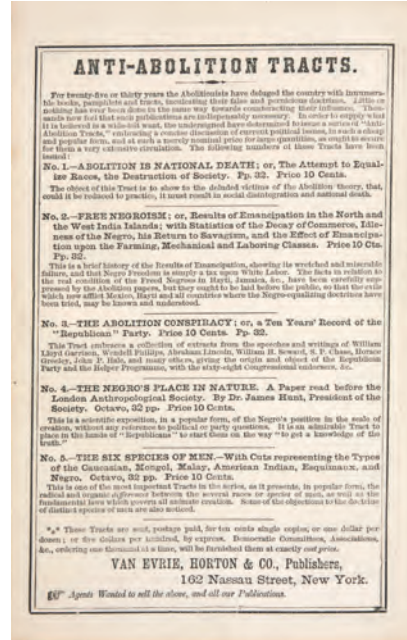 ANTI-ABOLITION TRACTS.
For twenty-five or thirty years the Abolitionists have deluged the country with innumera-
ble books, pamphlets and tracts, inculcating their false and pernicious doctrines. Little or
nothing has ever been done in the same way towards counteracting their influence. Thou-
sands now feel that such publications are indispensably necessary. In order to supply what
it is believed is a wide-felt want, the undersigned have determined to issue a series of "Anti-
Abolition Tracts," embracing a concise discussion of current political issues, in such a cheap
and popular form, and at such a merely nominal price for large quantities, as ought to secure
for them a very extensive circulation. The following numbers of these Tracts have been
issued:
No. 1.—ABOLITION IS NATIONAL DEATH; or, The Attempt to Equal-
ize Races, the Destruction of Society. Pp. 32. Price 10 Cents.
The object of this Tract is to show to the deluded victims of the Abolition theory, that,
could it be reduced to practice, it must result in social disintegration and national death.
No. 2.—FREE NEGROISM; or, Results of Emancipation in the North and
the West India Islands; with Statistics of the Decay of Commerce, Idle-
ness of the Negro, his Return to Savagism, and the Effect of Emancipa-
tion upon the Farming, Mechanical and Laboring Classes. Price 10 Cts.
Pp. 32.
This is a brief history of the Results of Emancipation, showing its wretched and miserable
failure, and that Negro Freedom is simply a tax upon White Labor. The facts in relation to
the real condition of the Freed Negroes in Hayti, Jamaica, &c., have been carefully sup-
pressed by the Abolition papers, but they ought to be laid before the public, so that the evils
which now afflict Mexico, Hayti and all countries where the Negro-equalizing doctrines have
been tried, may be known.
No. 3.—THE ABOLITION CONSPIRACY; or, a Ten Years' Record of the
"Republican" Party. Price 10 Cents. Pp. 32.
This Tract embraces a collection of extracts from the speeches and writings of William
Lloyd Garrison, Wendell Phillips, Abraham Lincoln, William H. Seward, S. P. Chase, Horace
Greeley, John P. Hale, and many others, giving the origin and object of the Republican
Party and the Helper Programme, with the sixty-eight Congressional endorsers, &c.
No. 4.—THE NEGRO'S PLACE IN NATURE. A Paper read before the
London Anthropological Society. By Dr. James Hunt, President of the
Society. Octavo, 32 pp. Price 10 Cents.
This is a scientific exposition, in a popular form, of the Negro's position in the scale of
creation, without any reference to political or party questions. It is an admirable Tract to
place in the hands of "Republicans" to start them on the way "to get a knowledge of the
truth."
No. 5.—THE SIX SPECIES OF MEN.—With Cuts representing the Types
of the Caucasian, Mongol, Malay, American Indian, Esquimaux, and
Negro. Octavo, 32 pp. Price 10 Cents.
This is one of the most important Tracts in the series, as it presents, in popular form, the
radical and organic difference between the several races or species of men, as well as the
fundamental laws which govern all animate creation. Some of the objections to the doctrine
of distinct species of men are also noticed.
*** These Tracts are sent, postage paid, for ten cents single copies, or one dollar per
dozen; or five dollars per hundred, by express. Democratic Committees, Associations,
&c., ordering one thousand at a time, will be furnished them at exactly cost price.
VAN EVRIE, HORTON & CO., Publishers,
162 Nassau Street, New York.
Agents Wanted to sell the above, and all our Publications.